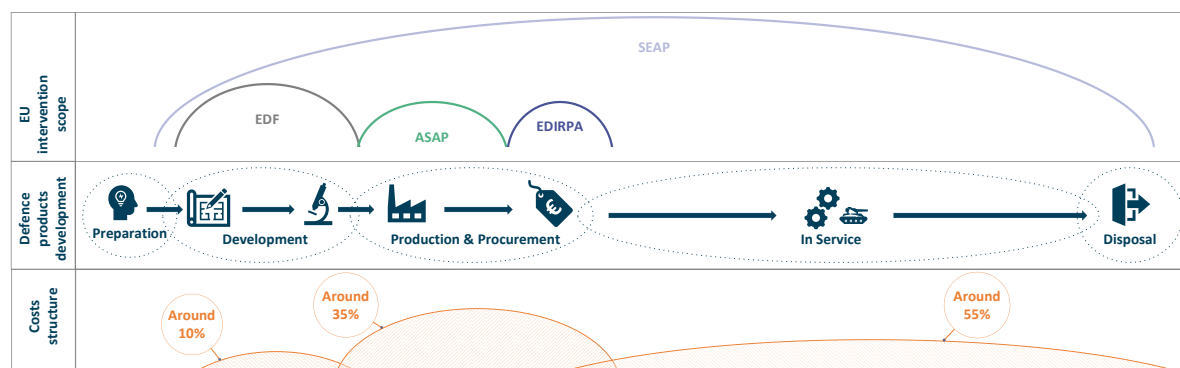 EU
intervention
scope
SEAP
EDF
ASAP
EDIRPA
Defence
products
development
Preparation
Development
Production & Procurement
€
In Service
Disposal
Costs
structure
Around
10%
Around
35%
Around
55%